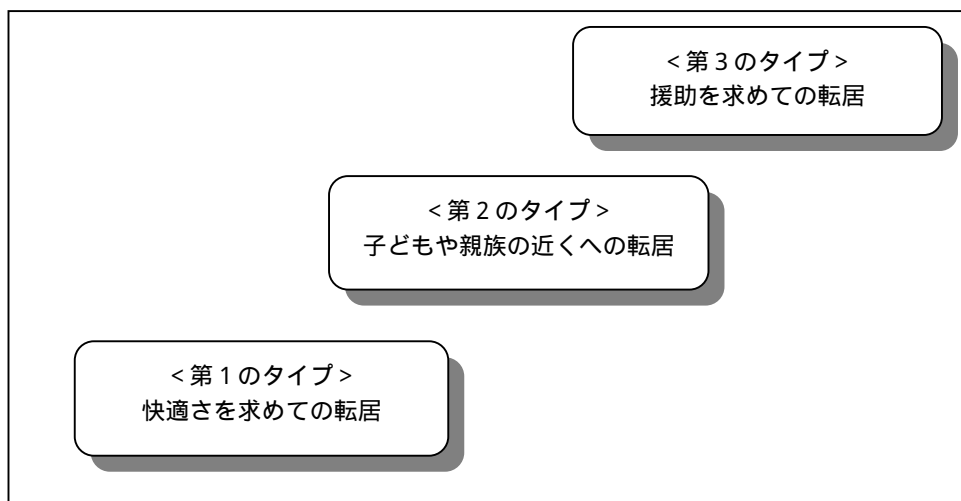 <第3のタイプ>
援助を求めての転居
<第2のタイプ>
子どもや親族の近くへの転居
<第1のタイプ>
快適さを求めての転居